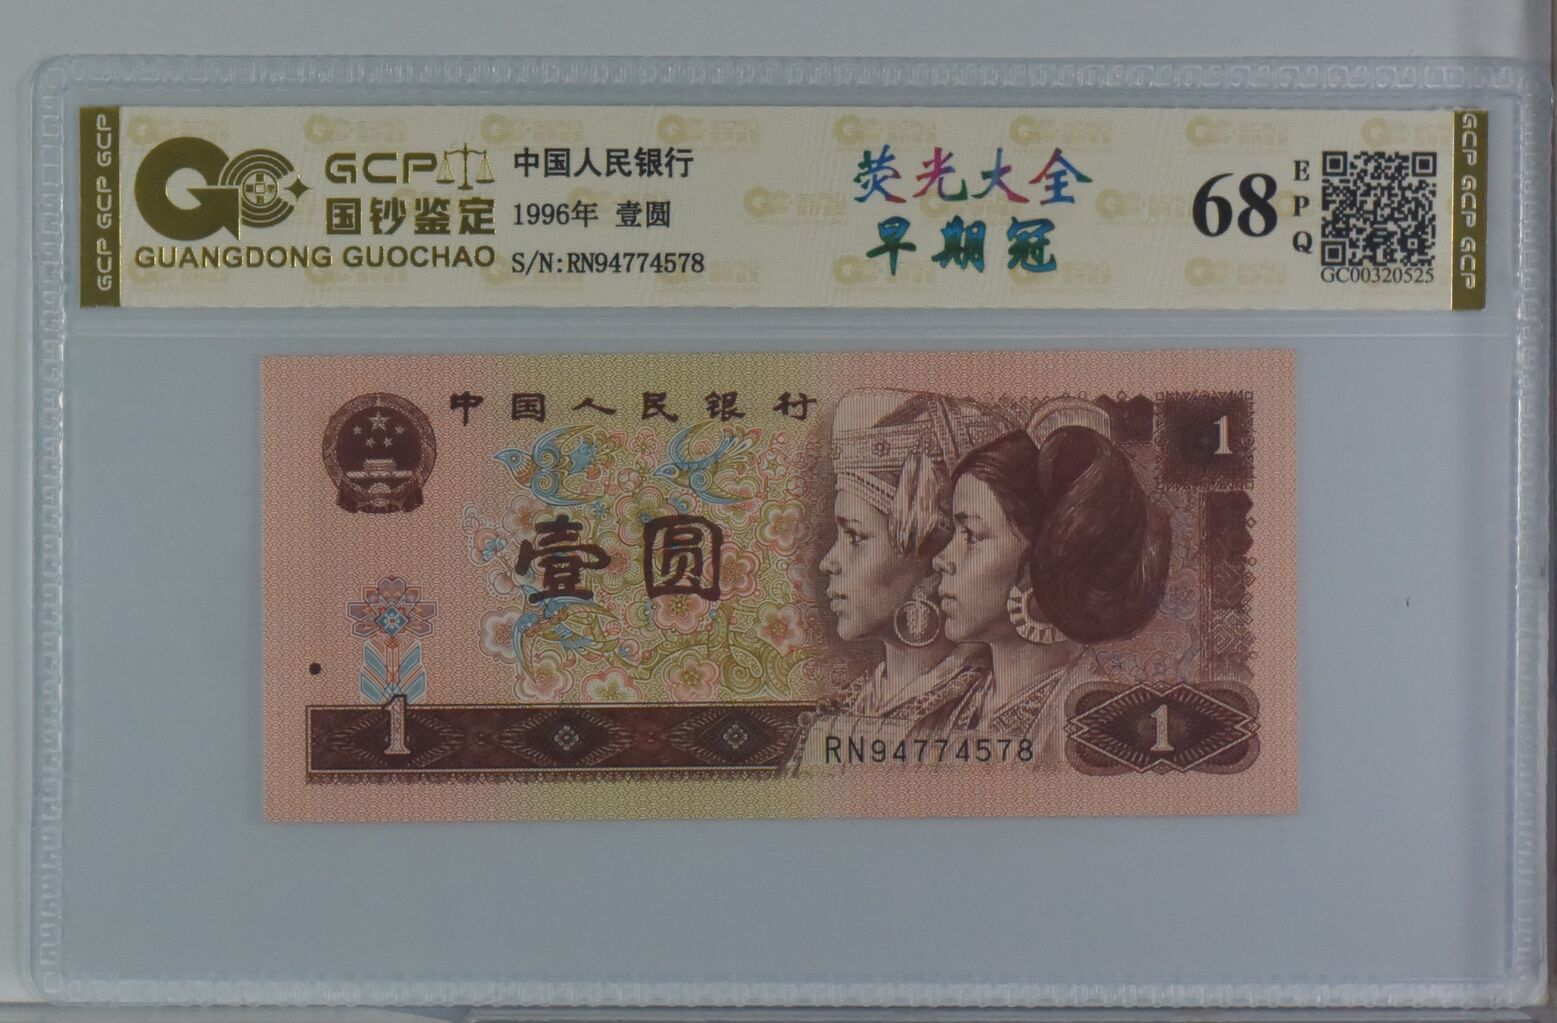 GCP
国钞鉴定
GUANGDONG GUOCHAO
中国人民银行
1996年 壹圆
S/N:RN94774578
荧光大全
早期冠
68
EPQ
GC00320525
GCP GCP GCP
GCP GCP GCP
中国人民银行
1
壹圆
1
RN94774578
1